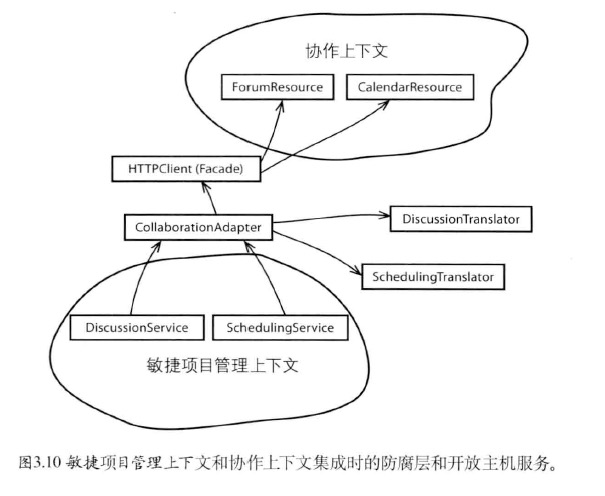 协作上下文
ForumResource
CalendarResource
HTTPClient (Facade)
CollaborationAdapter
DiscussionTranslator
SchedulingTranslator
DiscussionService
SchedulingService
敏捷项目管理上下文
图3.10 敏捷项目管理上下文和协作上下文集成时的防腐层和开放主机服务。